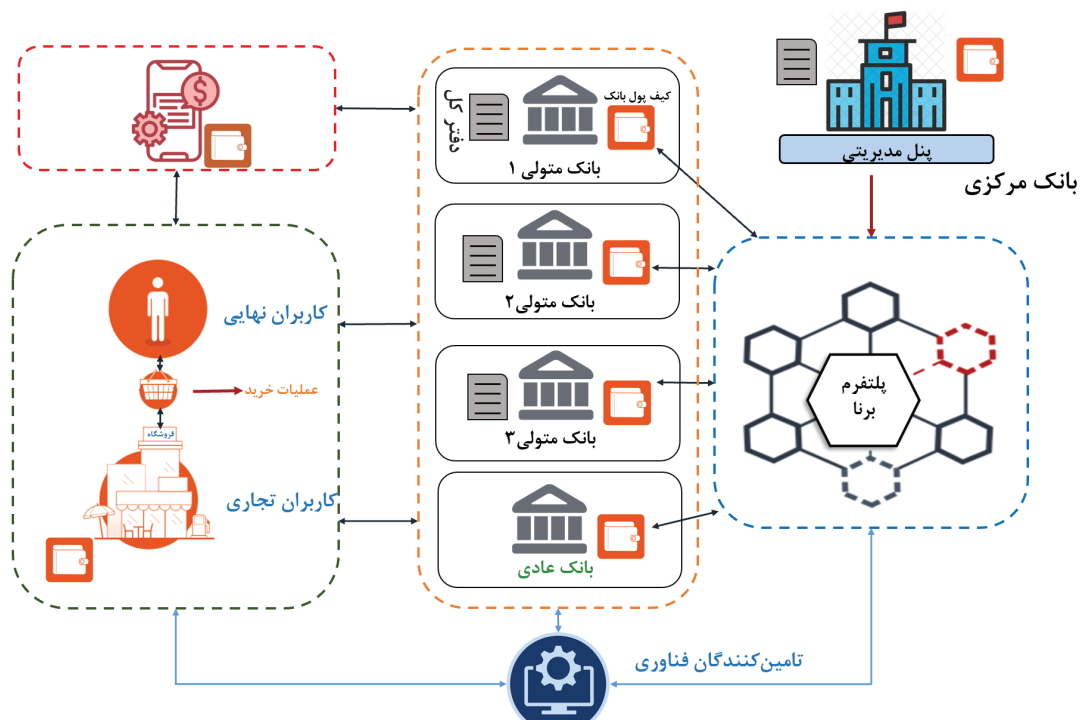 پنل مدیریتی
بانک مرکزی
کیف پول بانک
دفتر کل
بانک متولی ۱
بانک متولی۲
بانک متولی۳
بانک عادی
پلتفرم
برنا
کاربران نهایی
عملیات خرید
فروشگاه
کاربران تجاری
تامین‌کنندگان فناوری
$